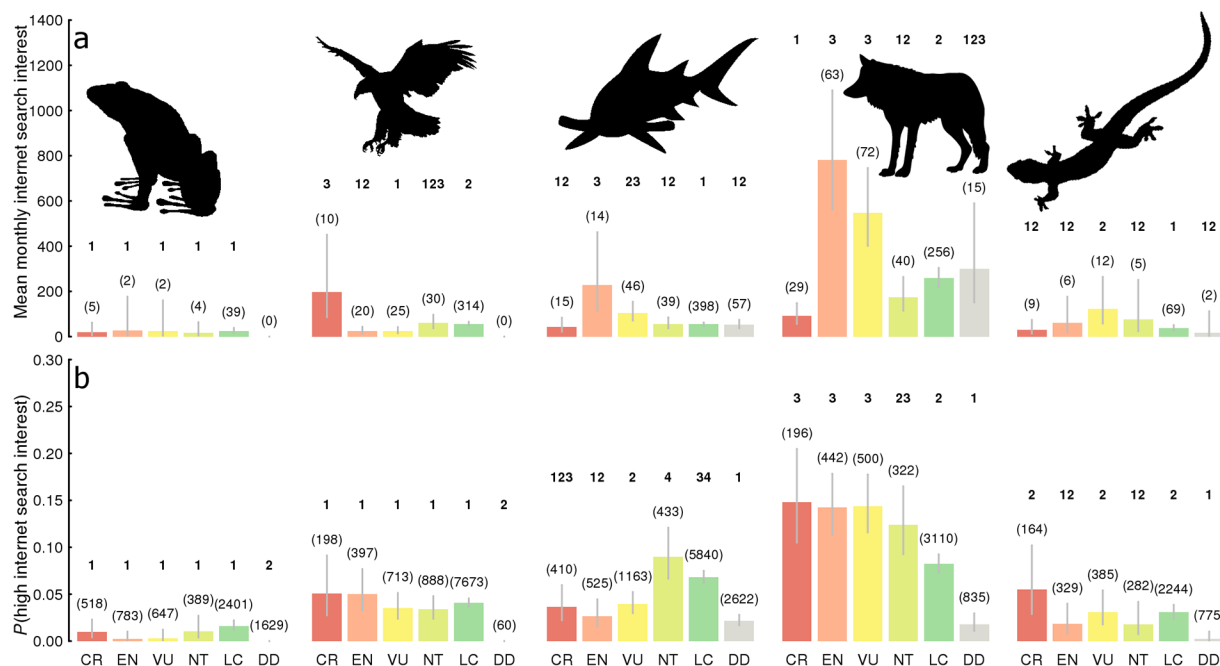 a
Mean monthly internet search interest
1400
1200
1000
800
600
400
200
0
1 1 1 1 1
(5) (2) (2) (4) (39) (0)
3 12 1 123 2
(10) (20) (25) (30) (314) (0)
12 3 23 12 1 12
(15) (14) (46) (39) (398) (57)
1 3 3 12 2 123
(29) (63) (72) (40) (256) (15)
12 12 2 12 1 12
(9) (6) (12) (5) (69) (2)
b
P(high internet search interest)
0.30
0.25
0.20
0.15
0.10
0.05
0.00
1 1 1 1 1 2
(518) (783) (647) (389) (2401) (1629)
1 1 1 1 1 2
(198) (397) (713) (888) (7673) (60)
123 12 2 4 34 1
(410) (525) (1163) (433) (5840) (2622)
3 3 3 23 2 1
(196) (442) (500) (322) (3110) (835)
2 12 2 12 2 1
(164) (329) (385) (282) (2244) (775
CR EN VU NT LC DD CR EN VU NT LC DD CR EN VU NT LC DD CR EN VU NT LC DD CR EN VU NT LC DD